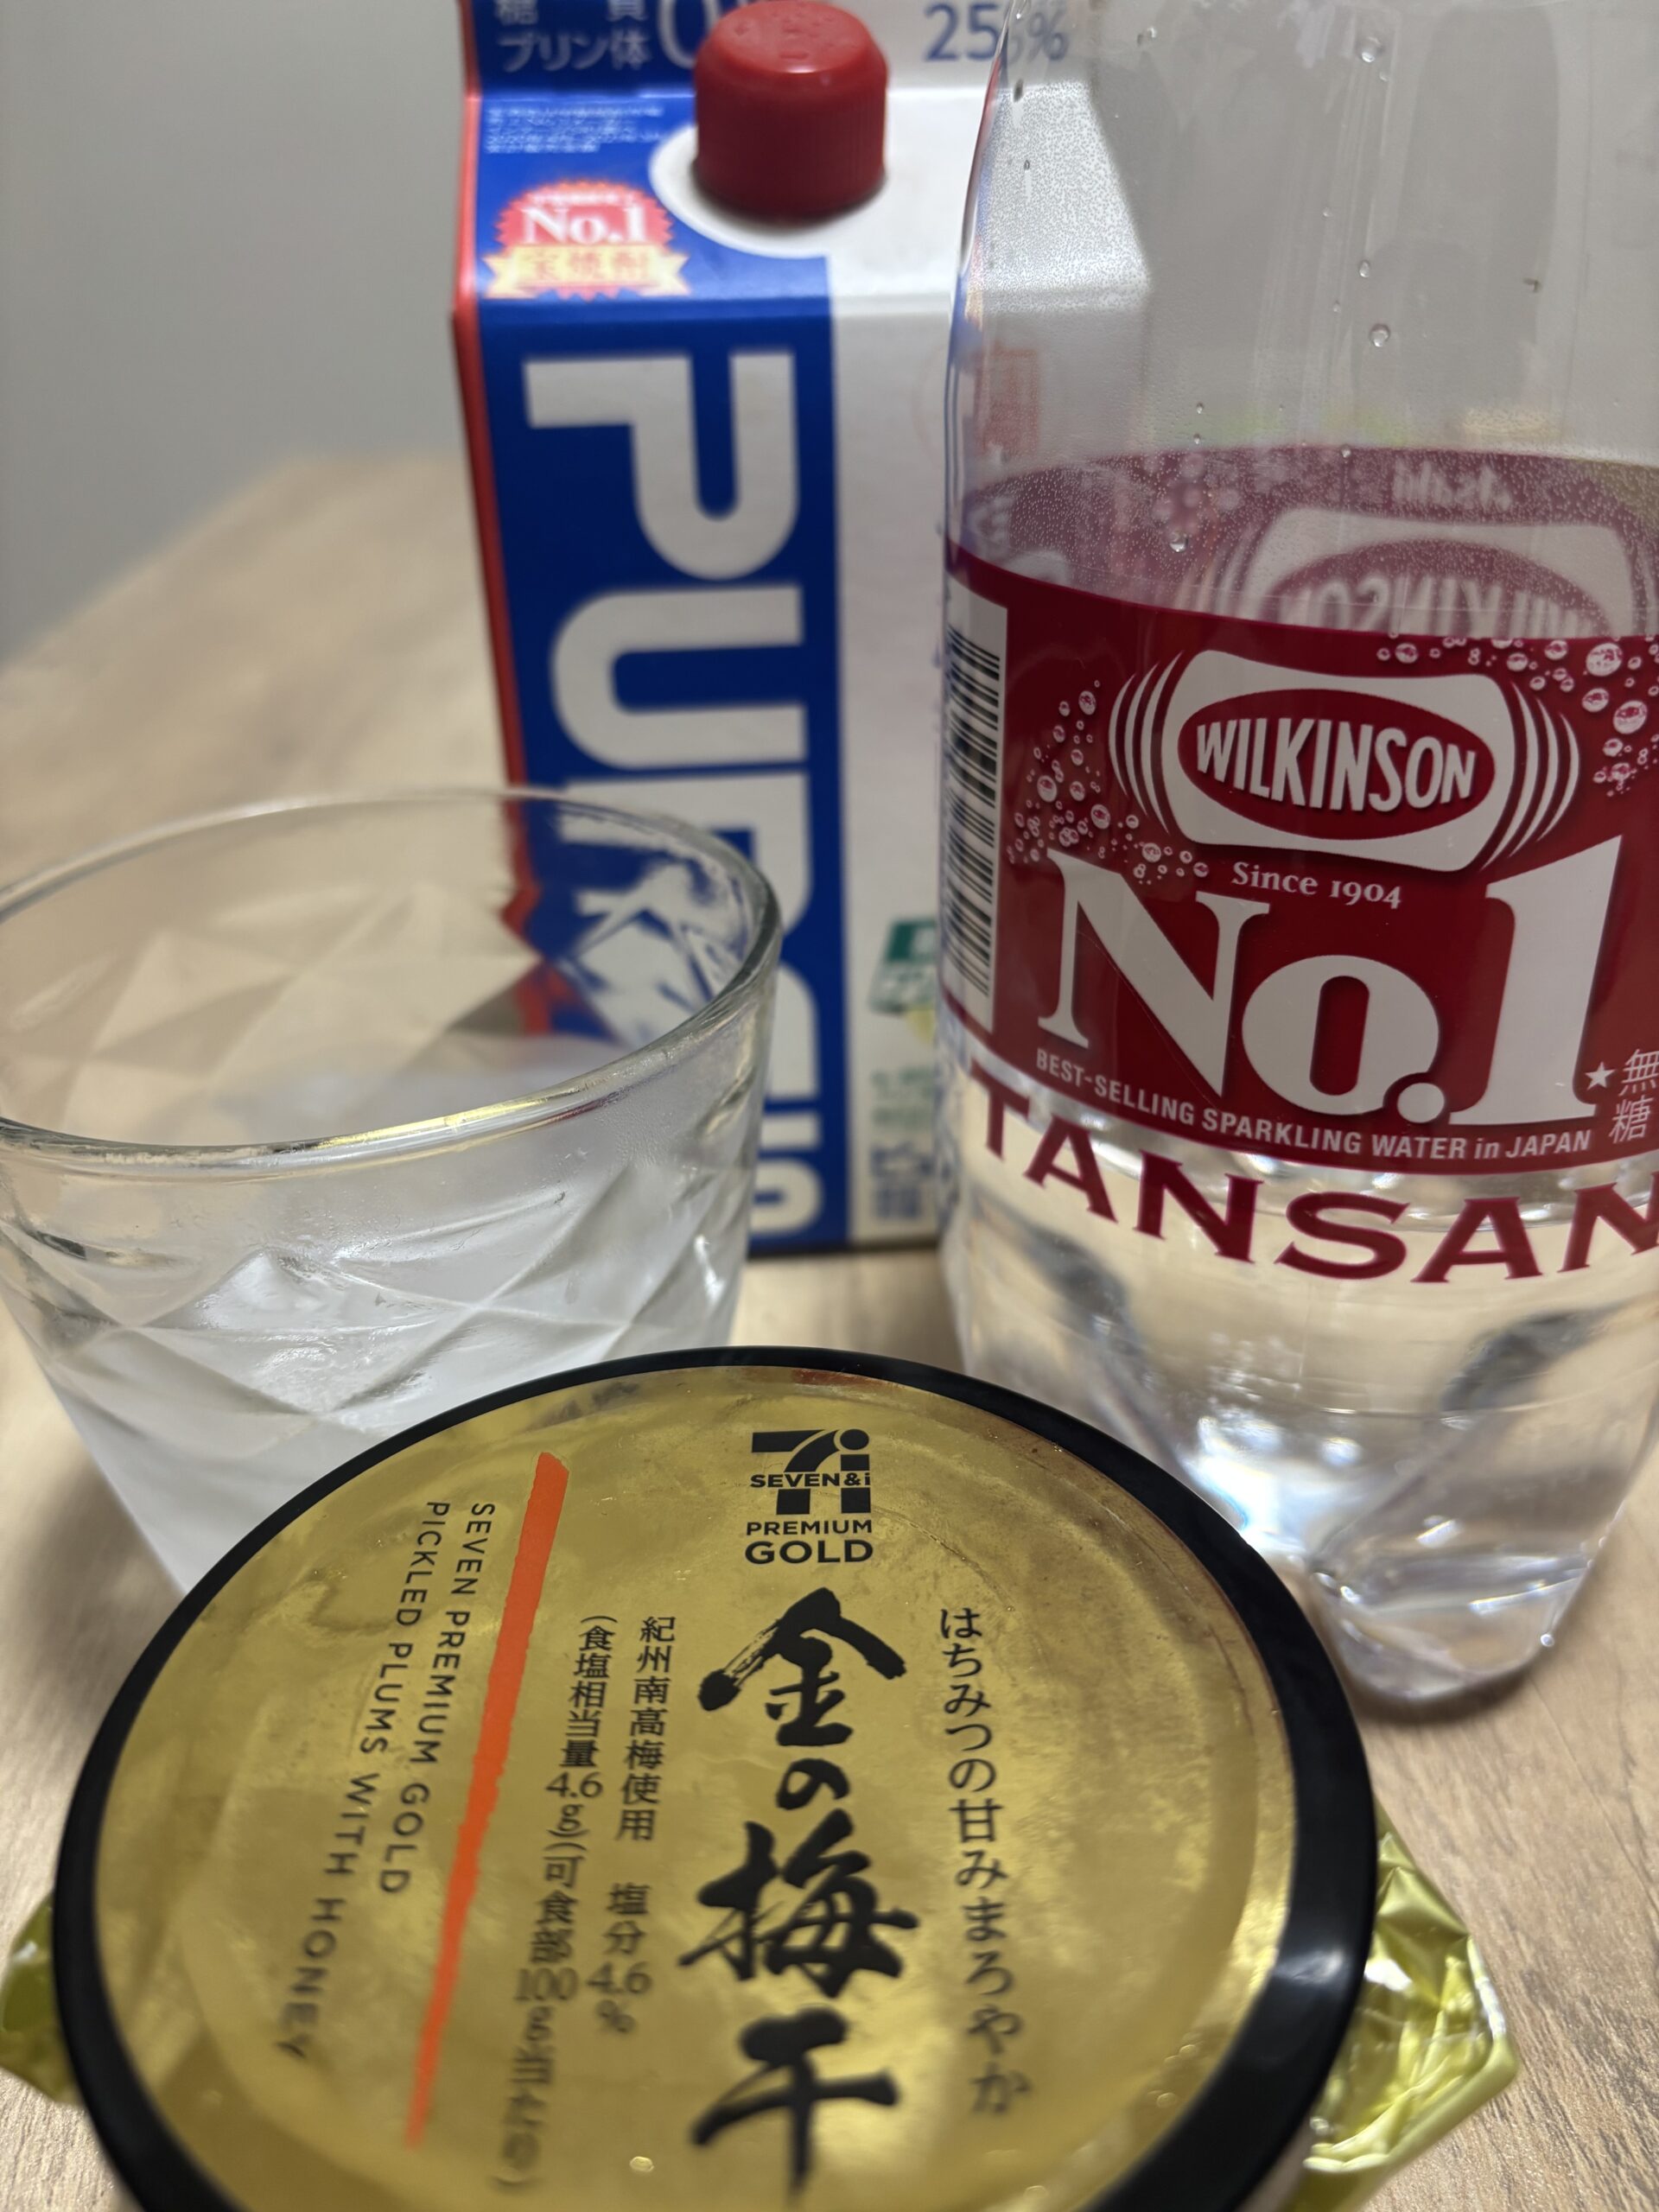 糖質
プリン体
0
25%
No.1
宝焼酎
PURE
WILKINSON
Since 1904
No.1
BEST-SELLING SPARKLING WATER in JAPAN
★無糖
TANSAN
Asahi
WILKINSON
SEVEN&i
PREMIUM
GOLD
はちみつの甘みまろやか
金の梅干
紀州南高梅使用 塩分4.6%
(食塩相当量4.6g)(可食部100g当たり)
SEVEN PREMIUM GOLD
PICKLED PLUMS WITH HONEY